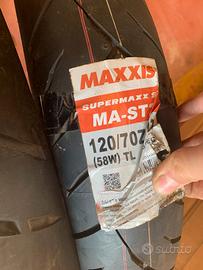 MAXXIS
SUPERMAXX S
MA-ST
120/70Z
(58W) TL
subito